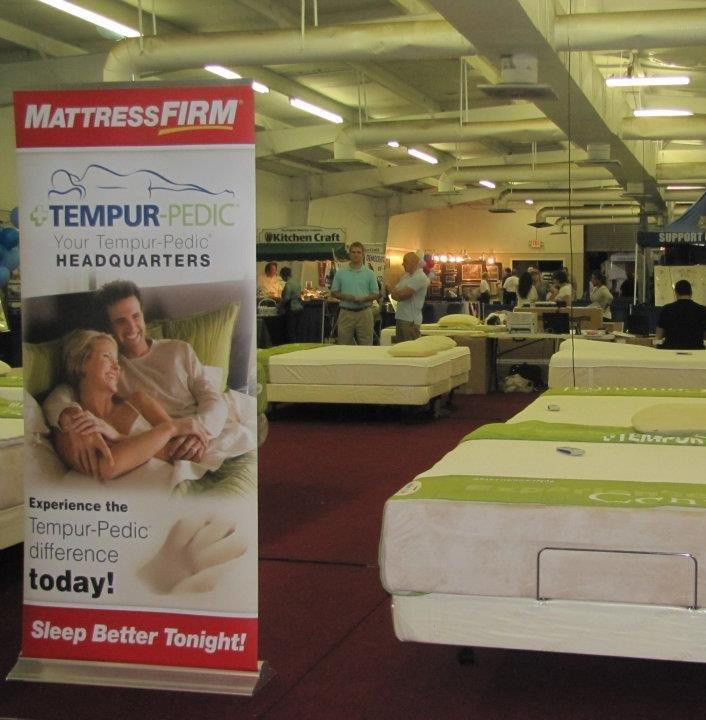 MATTRESSFIRM®
TEMPUR-PEDIC®
Your Tempur-Pedic®
HEADQUARTERS
Experience the
Tempur-Pedic®
difference
today!
Sleep Better Tonight!
Kitchen Craft
SUPPORT
TEMPUR